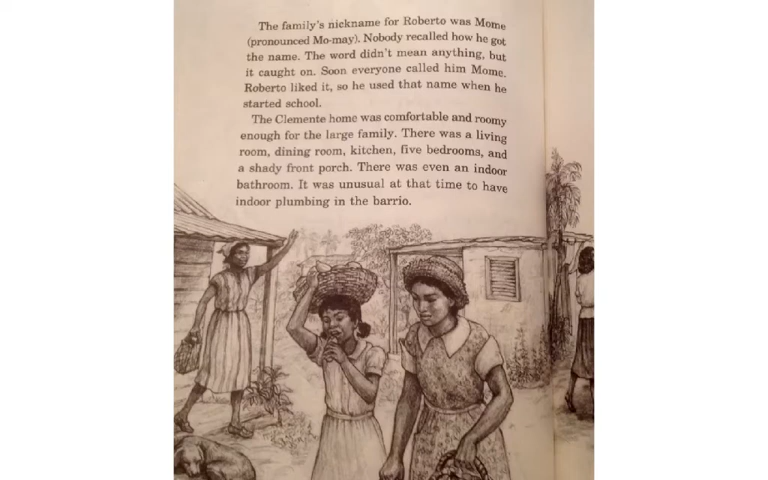 The family's nickname for Roberto was Mome
(pronounced Mo-may). Nobody recalled how he got
the name. The word didn't mean anything, but
it caught on. Soon everyone called him Mome.
Roberto liked it, so he used that name when he
started school.
The Clemente home was comfortable and roomy
enough for the large family. There was a living
room, dining room, kitchen, five bedrooms, and
a shady front porch. There was even an indoor
bathroom. It was unusual at that time to have
indoor plumbing in the barrio.